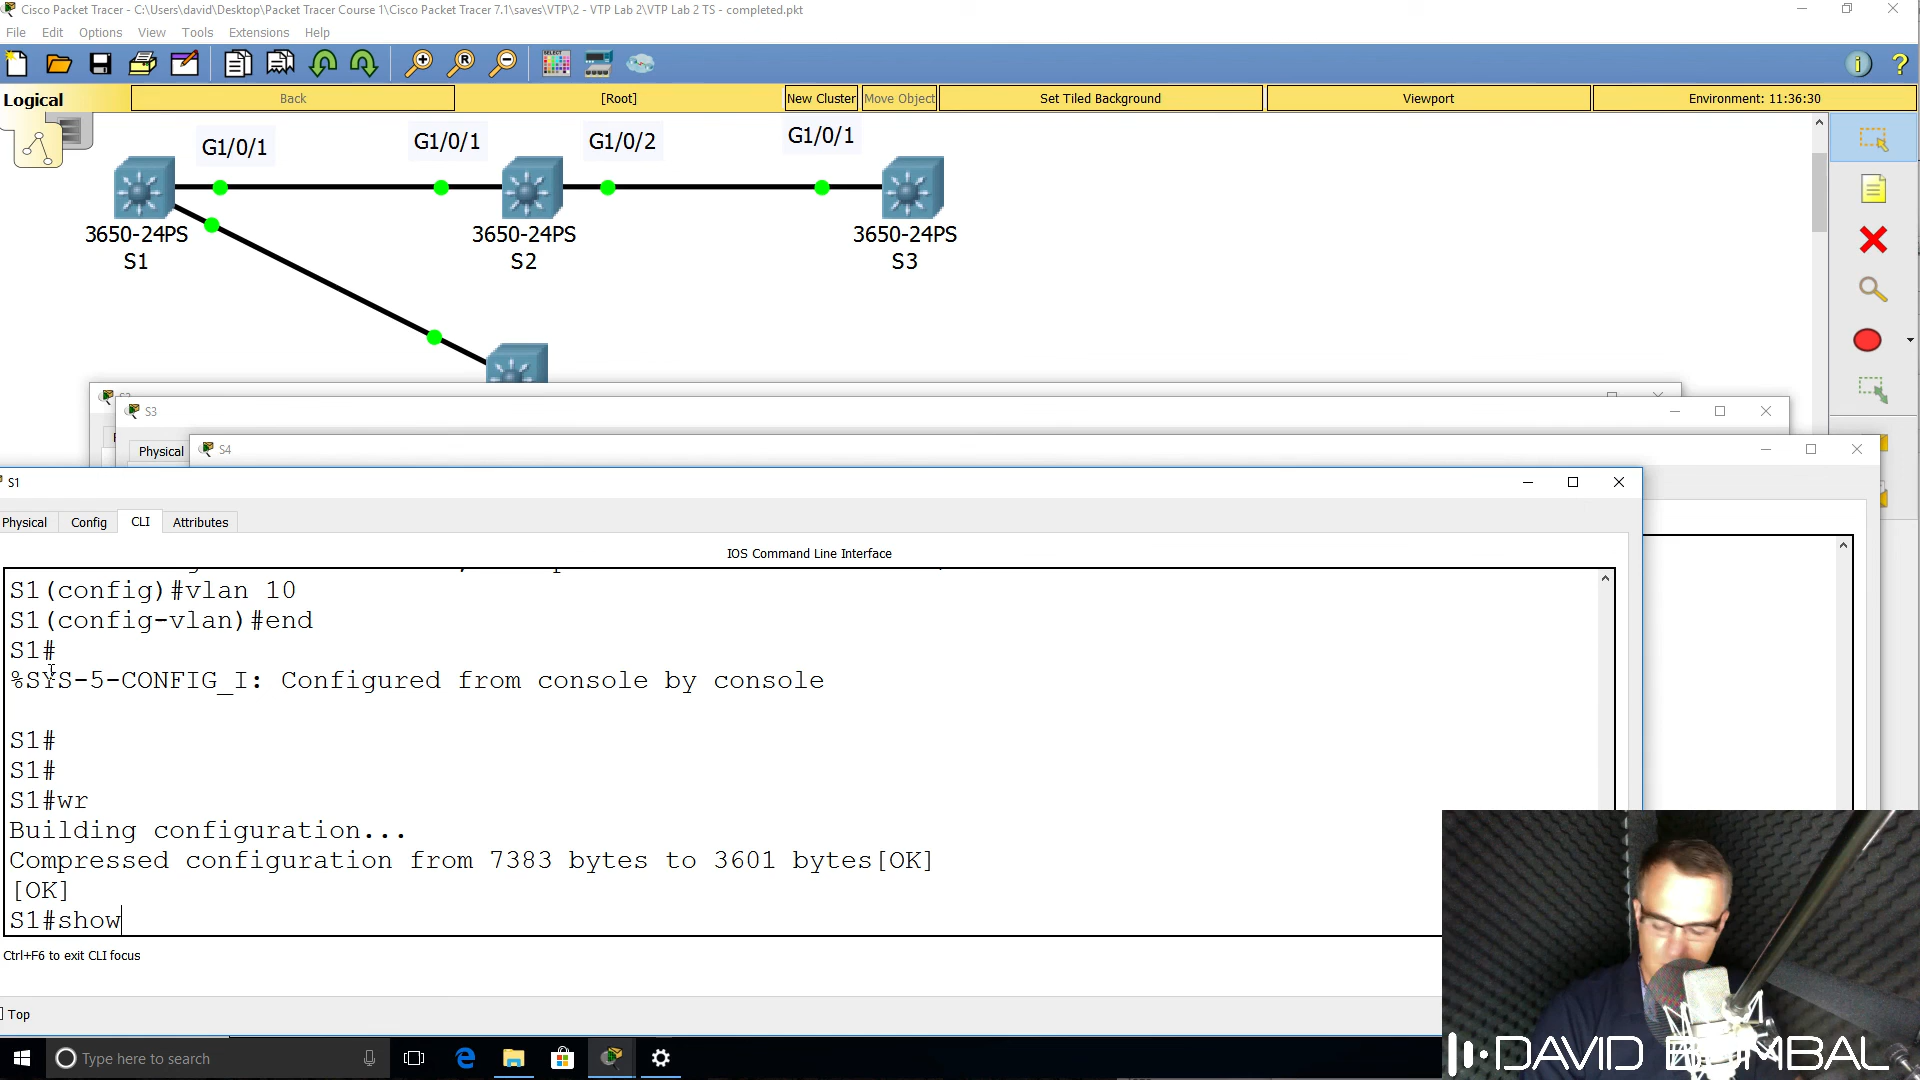 Cisco Packet Tracer - C:\Users\david\Desktop\Packet Tracer Course 1\Cisco Packet Tracer 7.1\saves\VTP\2 - VTP Lab 2\VTP Lab 2 TS - completed.pkt
File Edit Options View Tools Extensions Help
Logical Back [Root] New Cluster Move Object Set Tiled Background Viewport Environment: 11:36:30
G1/0/1 G1/0/1 G1/0/2 G1/0/1
3650-24PS 3650-24PS 3650-24PS
S1 S2 S3
S3
Physical
S4
S1
Physical Config CLI Attributes
IOS Command Line Interface
S1(config)#vlan 10
S1(config-vlan)#end
S1#
%SYS-5-CONFIG_I: Configured from console by console
S1#
S1#
S1#wr
Building configuration...
Compressed configuration from 7383 bytes to 3601 bytes[OK]
[OK]
S1#show
Ctrl+F6 to exit CLI focus
Top
Type here to search
DAVID BOMBAL